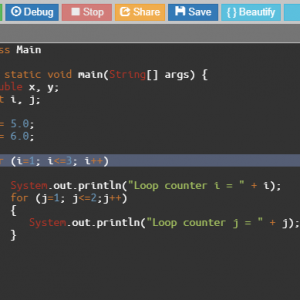 Debug Stop Share Save { } Beautify
ss Main
static void main(String[] args) {
uble x, y;
t i, j;
= 5.0;
= 6.0;
r (i=1; i<=3; i++)
System.out.println("Loop counter i = " + i);
for (j=1; j<=2;j++)
{
System.out.println("Loop counter j = " + j);
}